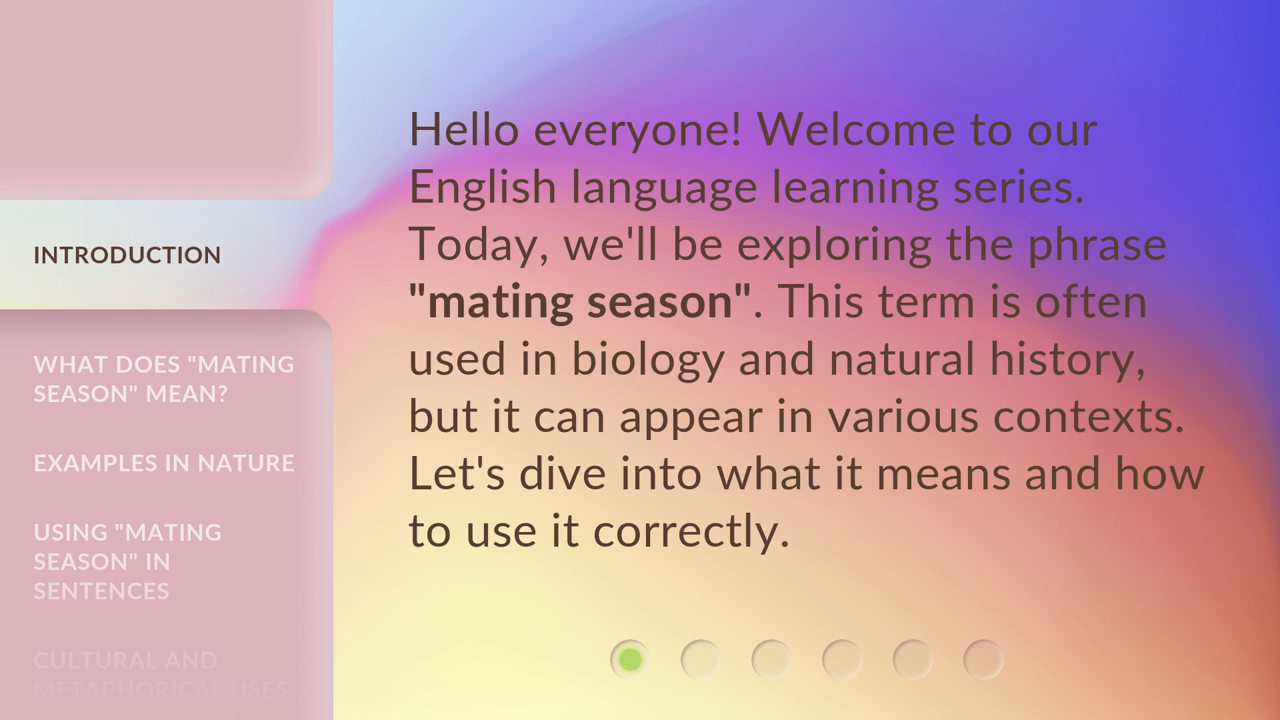 INTRODUCTION
WHAT DOES "MATING
SEASON" MEAN?
EXAMPLES IN NATURE
USING "MATING
SEASON" IN
SENTENCES
CULTURAL AND
METAPHORICAL USES
Hello everyone! Welcome to our
English language learning series.
Today, we'll be exploring the phrase
"mating season". This term is often
used in biology and natural history,
but it can appear in various contexts.
Let's dive into what it means and how
to use it correctly.